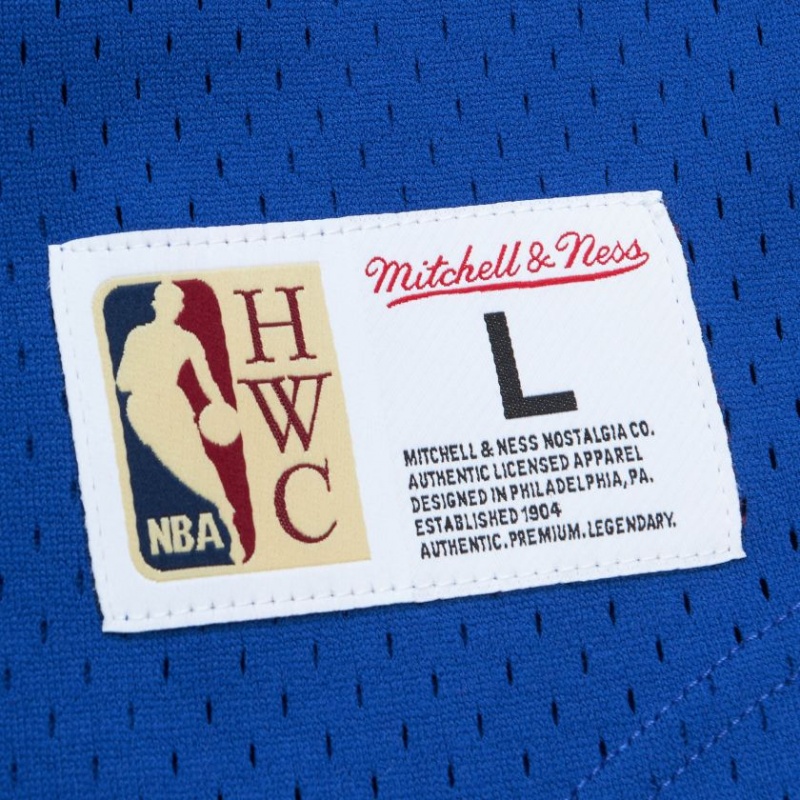 NBA
H
W
C
Mitchell & Ness
L
MITCHELL & NESS NOSTALGIA CO.
AUTHENTIC LICENSED APPAREL
DESIGNED IN PHILADELPHIA, PA.
ESTABLISHED 1904
AUTHENTIC. PREMIUM. LEGENDARY.